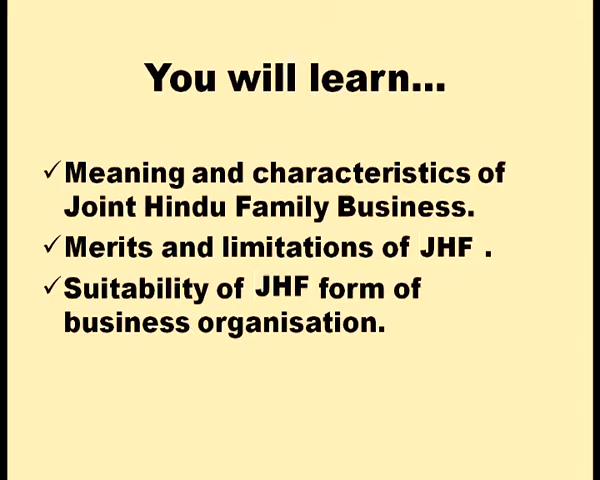 You will learn...
✓Meaning and characteristics of
Joint Hindu Family Business.
✓Merits and limitations of JHF .
✓Suitability of JHF form of
business organisation.